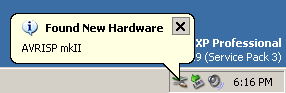 Found New Hardware
AVRISP mkII
XP Professional
9 (Service Pack 3)
6:16 PM